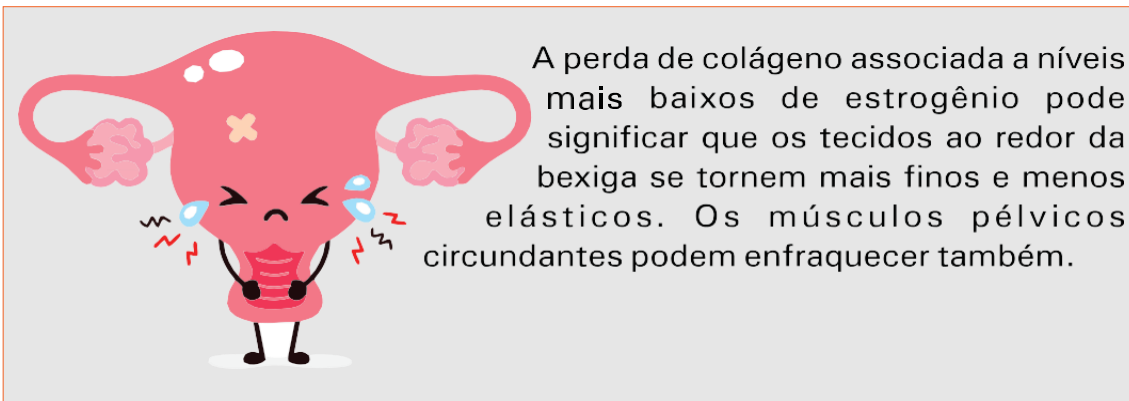 A perda de colágeno associada a níveis
mais baixos de estrogênio pode
significar que os tecidos ao redor da
bexiga se tornem mais finos e menos
elásticos. Os músculos pélvicos
circundantes podem enfraquecer também.